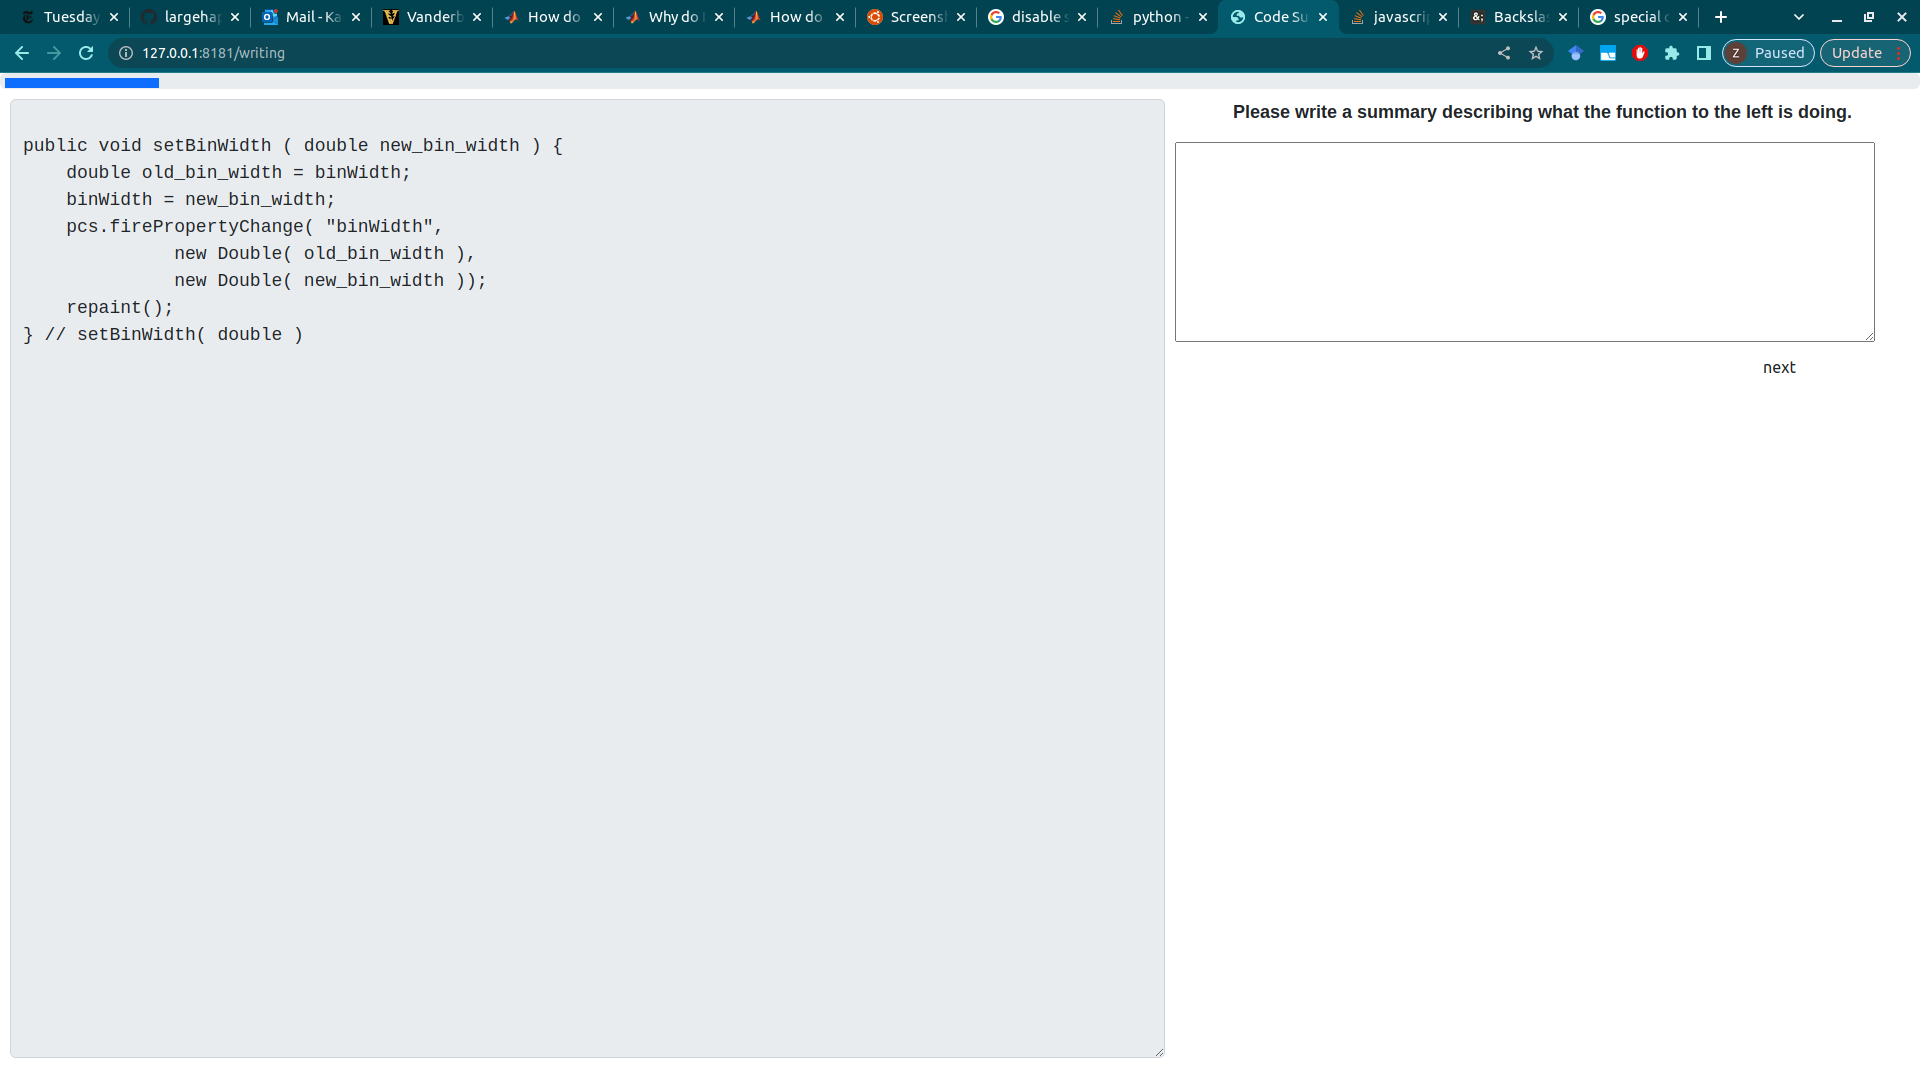 Tuesday
largehap
Mail - Ka
Vanderb
How do
Why do
How do
Screens
disable s
python -
Code Su
javascrip
Backslas
special c
127.0.0.1:8181/writing
Z Paused
Update
public void setBinWidth ( double new_bin_width ) {
    double old_bin_width = binWidth;
    binWidth = new_bin_width;
    pcs.firePropertyChange( "binWidth",
              new Double( old_bin_width ),
              new Double( new_bin_width ));
    repaint();
} // setBinWidth( double )
Please write a summary describing what the function to the left is doing.
next